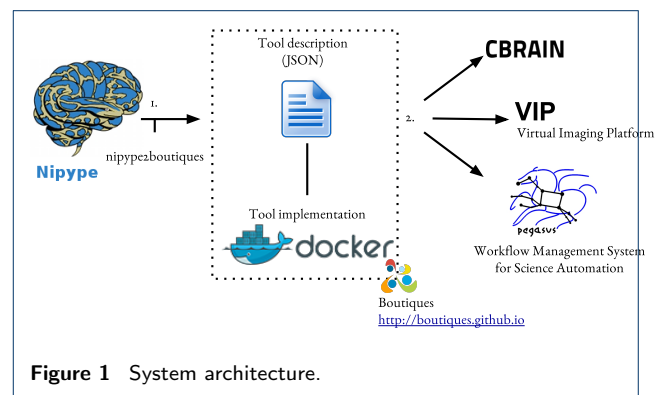 Tool description
(JSON)
CBRAIN
1.
2.
VIP
Virtual Imaging Platform
nipype2boutiques
Nipype
Tool implementation
docker
pegasus
Workflow Management System
for Science Automation
Boutiques
http://boutiques.github.io
Figure 1 System architecture.